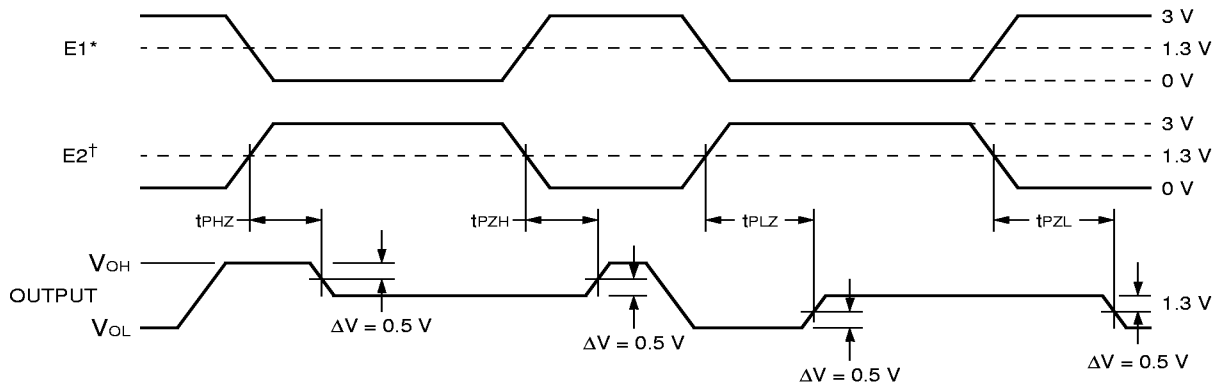 3 V
E1*
1.3 V
0 V
3 V
E2†
1.3 V
0 V
tPHZ
tPZH
tPLZ
tPZL
VOH
OUTPUT
1.3 V
VOL
ΔV = 0.5 V
ΔV = 0.5 V
ΔV = 0.5 V
ΔV = 0.5 V